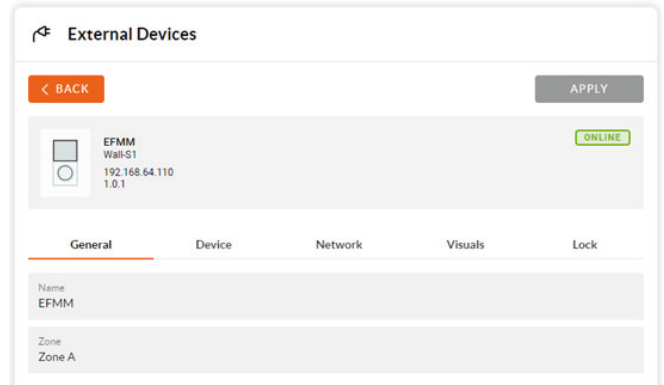 External Devices
< BACK
APPLY
EFMM
Wall-S1
192.168.64.110
1.0.1
ONLINE
General Device Network Visuals Lock
Name
EFMM
Zone
Zone A